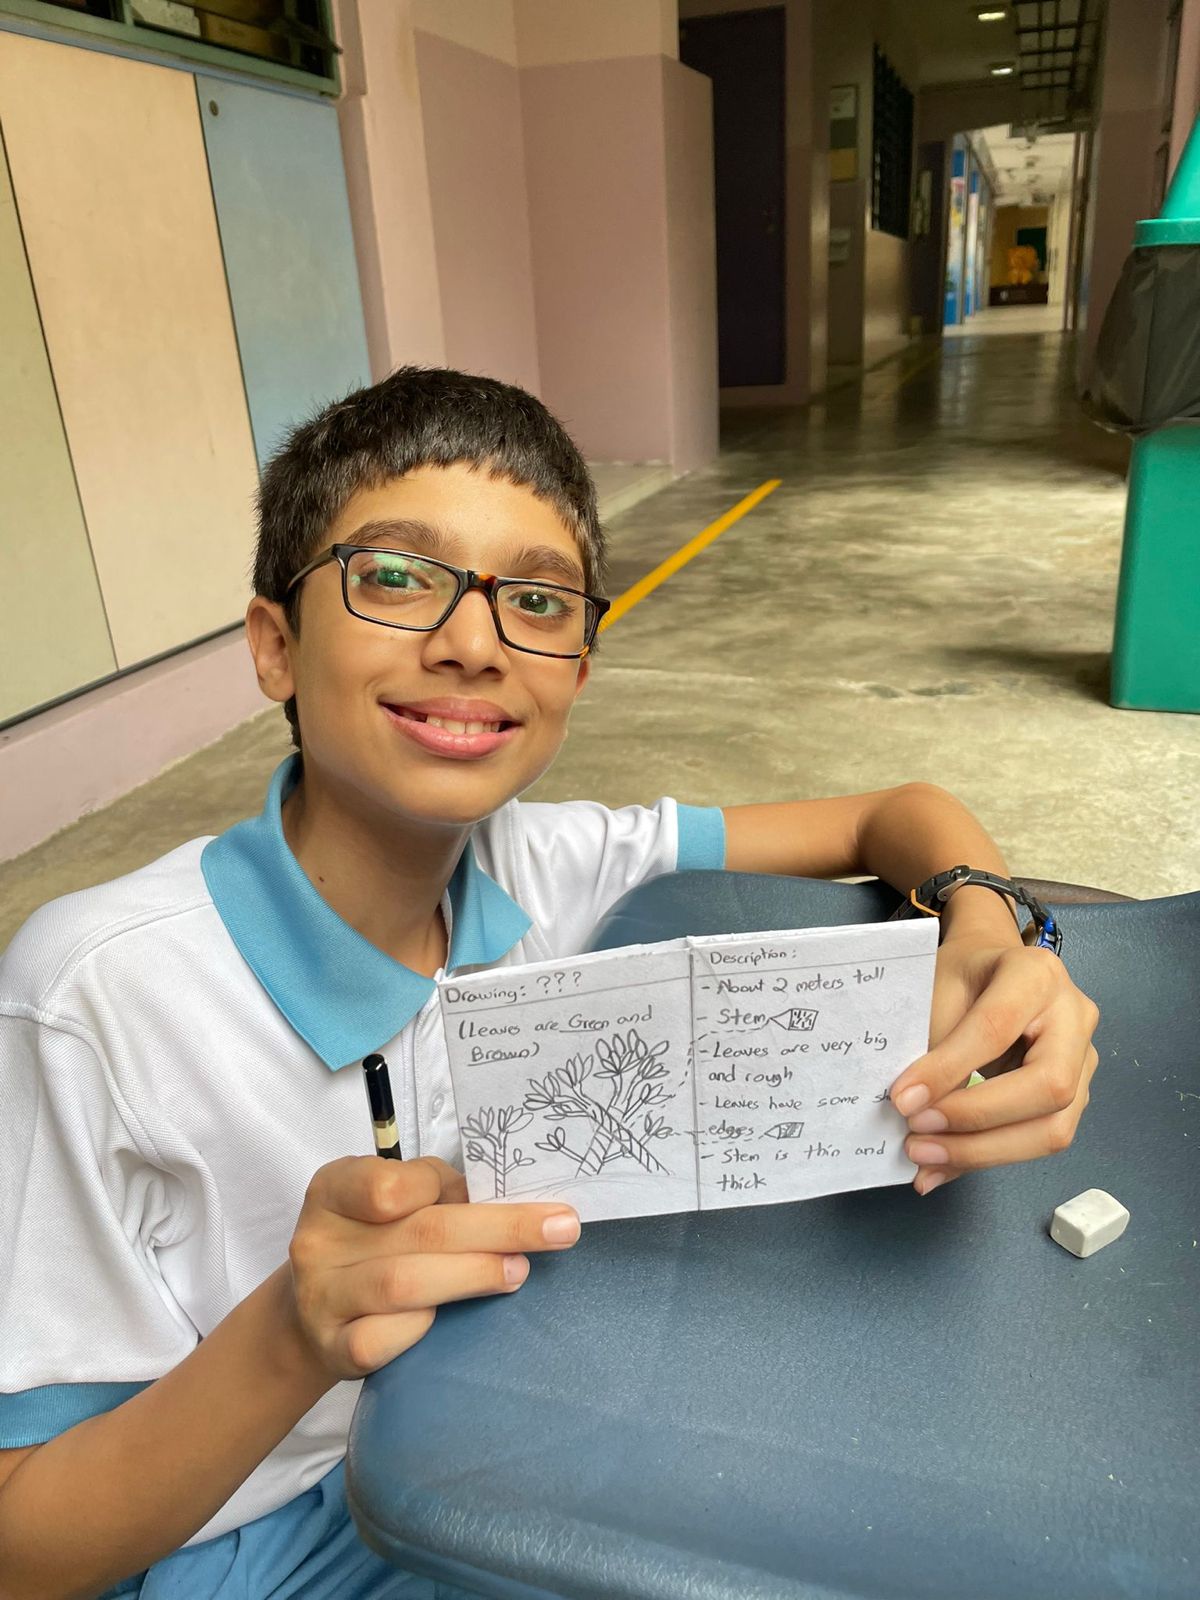 Drawing: ???
(Leaves are Green and
Brown)
Description:
- About 2 meters tall
- Stem
- Leaves are very big
and rough
- Leaves have some
edges
- Stem is thin and
thick